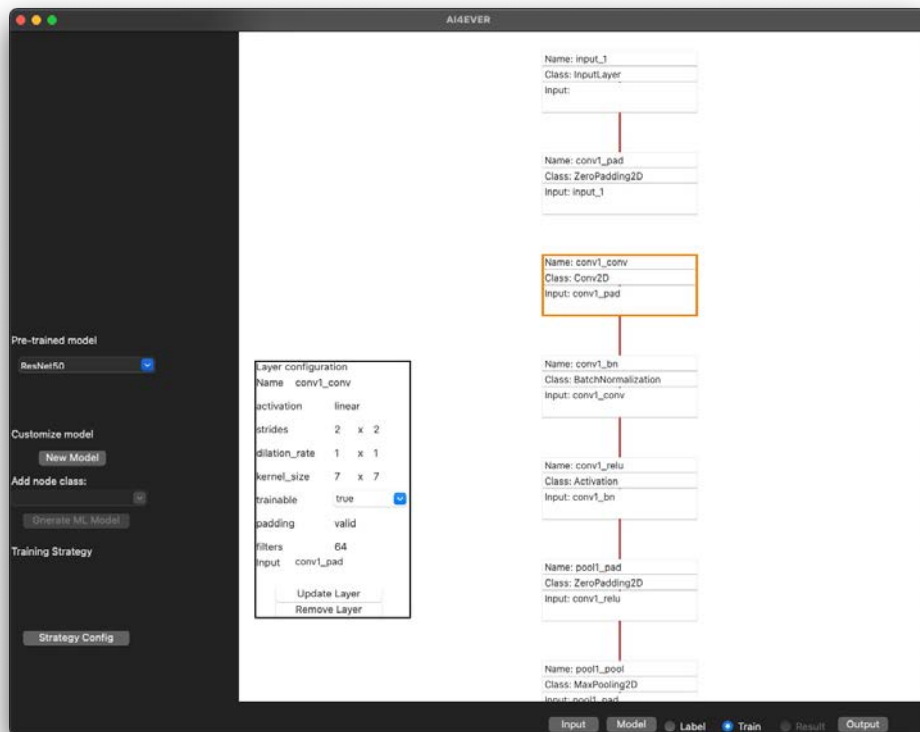 AI4EVER
Name: input_1
Class: InputLayer
Input:
Name: conv1_pad
Class: ZeroPadding2D
Input: input_1
Name: conv1_conv
Class: Conv2D
Input: conv1_pad
Name: conv1_bn
Class: BatchNormalization
Input: conv1_conv
Name: conv1_relu
Class: Activation
Input: conv1_bn
Name: pool1_pad
Class: ZeroPadding2D
Input: conv1_relu
Name: pool1_pool
Class: MaxPooling2D
Input: pool1_pad
Pre-trained model
ResNet50
Customize model
New Model
Add node class:
Gnerate ML Model
Training Strategy
Strategy Config
Layer configuration
Name conv1_conv
activation linear
strides 2 x 2
dilation_rate 1 x 1
kernel_size 7 x 7
trainable true
padding valid
filters 64
Input conv1_pad
Update Layer
Remove Layer
Input Model Label Train Result Output